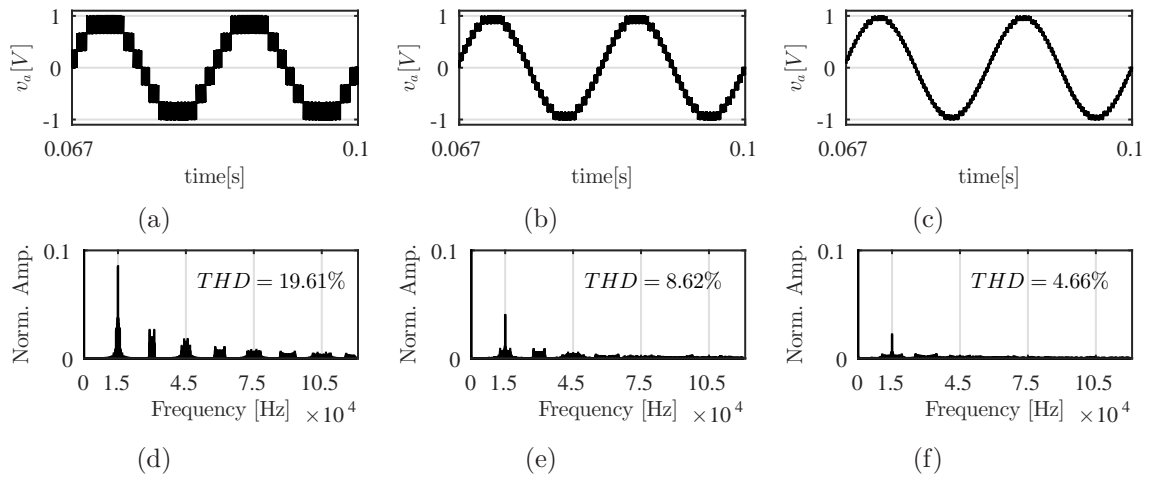 1
0
-1
v_a[V]
0.067
0.1
time[s]
(a)
1
0
-1
v_a[V]
0.067
0.1
time[s]
(b)
1
0
-1
v_a[V]
0.067
0.1
time[s]
(c)
0.1
0
Norm. Amp.
THD = 19.61%
0 1.5 4.5 7.5 10.5
Frequency [Hz] ×10^4
(d)
0.1
0
Norm. Amp.
THD = 8.62%
0 1.5 4.5 7.5 10.5
Frequency [Hz] ×10^4
(e)
0.1
0
Norm. Amp.
THD = 4.66%
0 1.5 4.5 7.5 10.5
Frequency [Hz] ×10^4
(f)